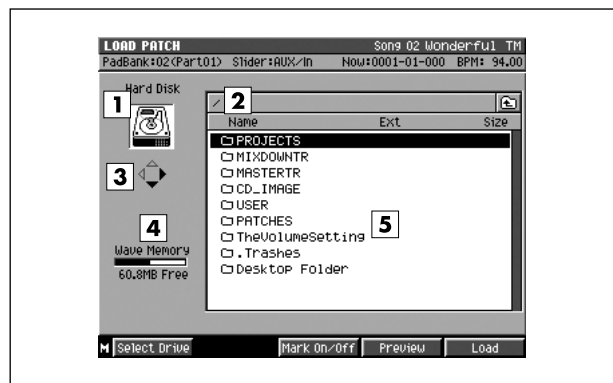 LOAD PATCH Song 02 Wonderful TM
PadBank:02(Part01) Slider:AUX/In Now:0001-01-000 BPM: 94.00
Hard Disk
1
/ 2
Name Ext Size
PROJECTS
MIXDOWNTR
3
MASTERTR
CD_IMAGE
USER
4
PATCHES
5
TheVolumeSetting
Wave Memory
.Trashes
60.8MB Free
Desktop Folder
M Select Drive Mark On/Off Preview Load